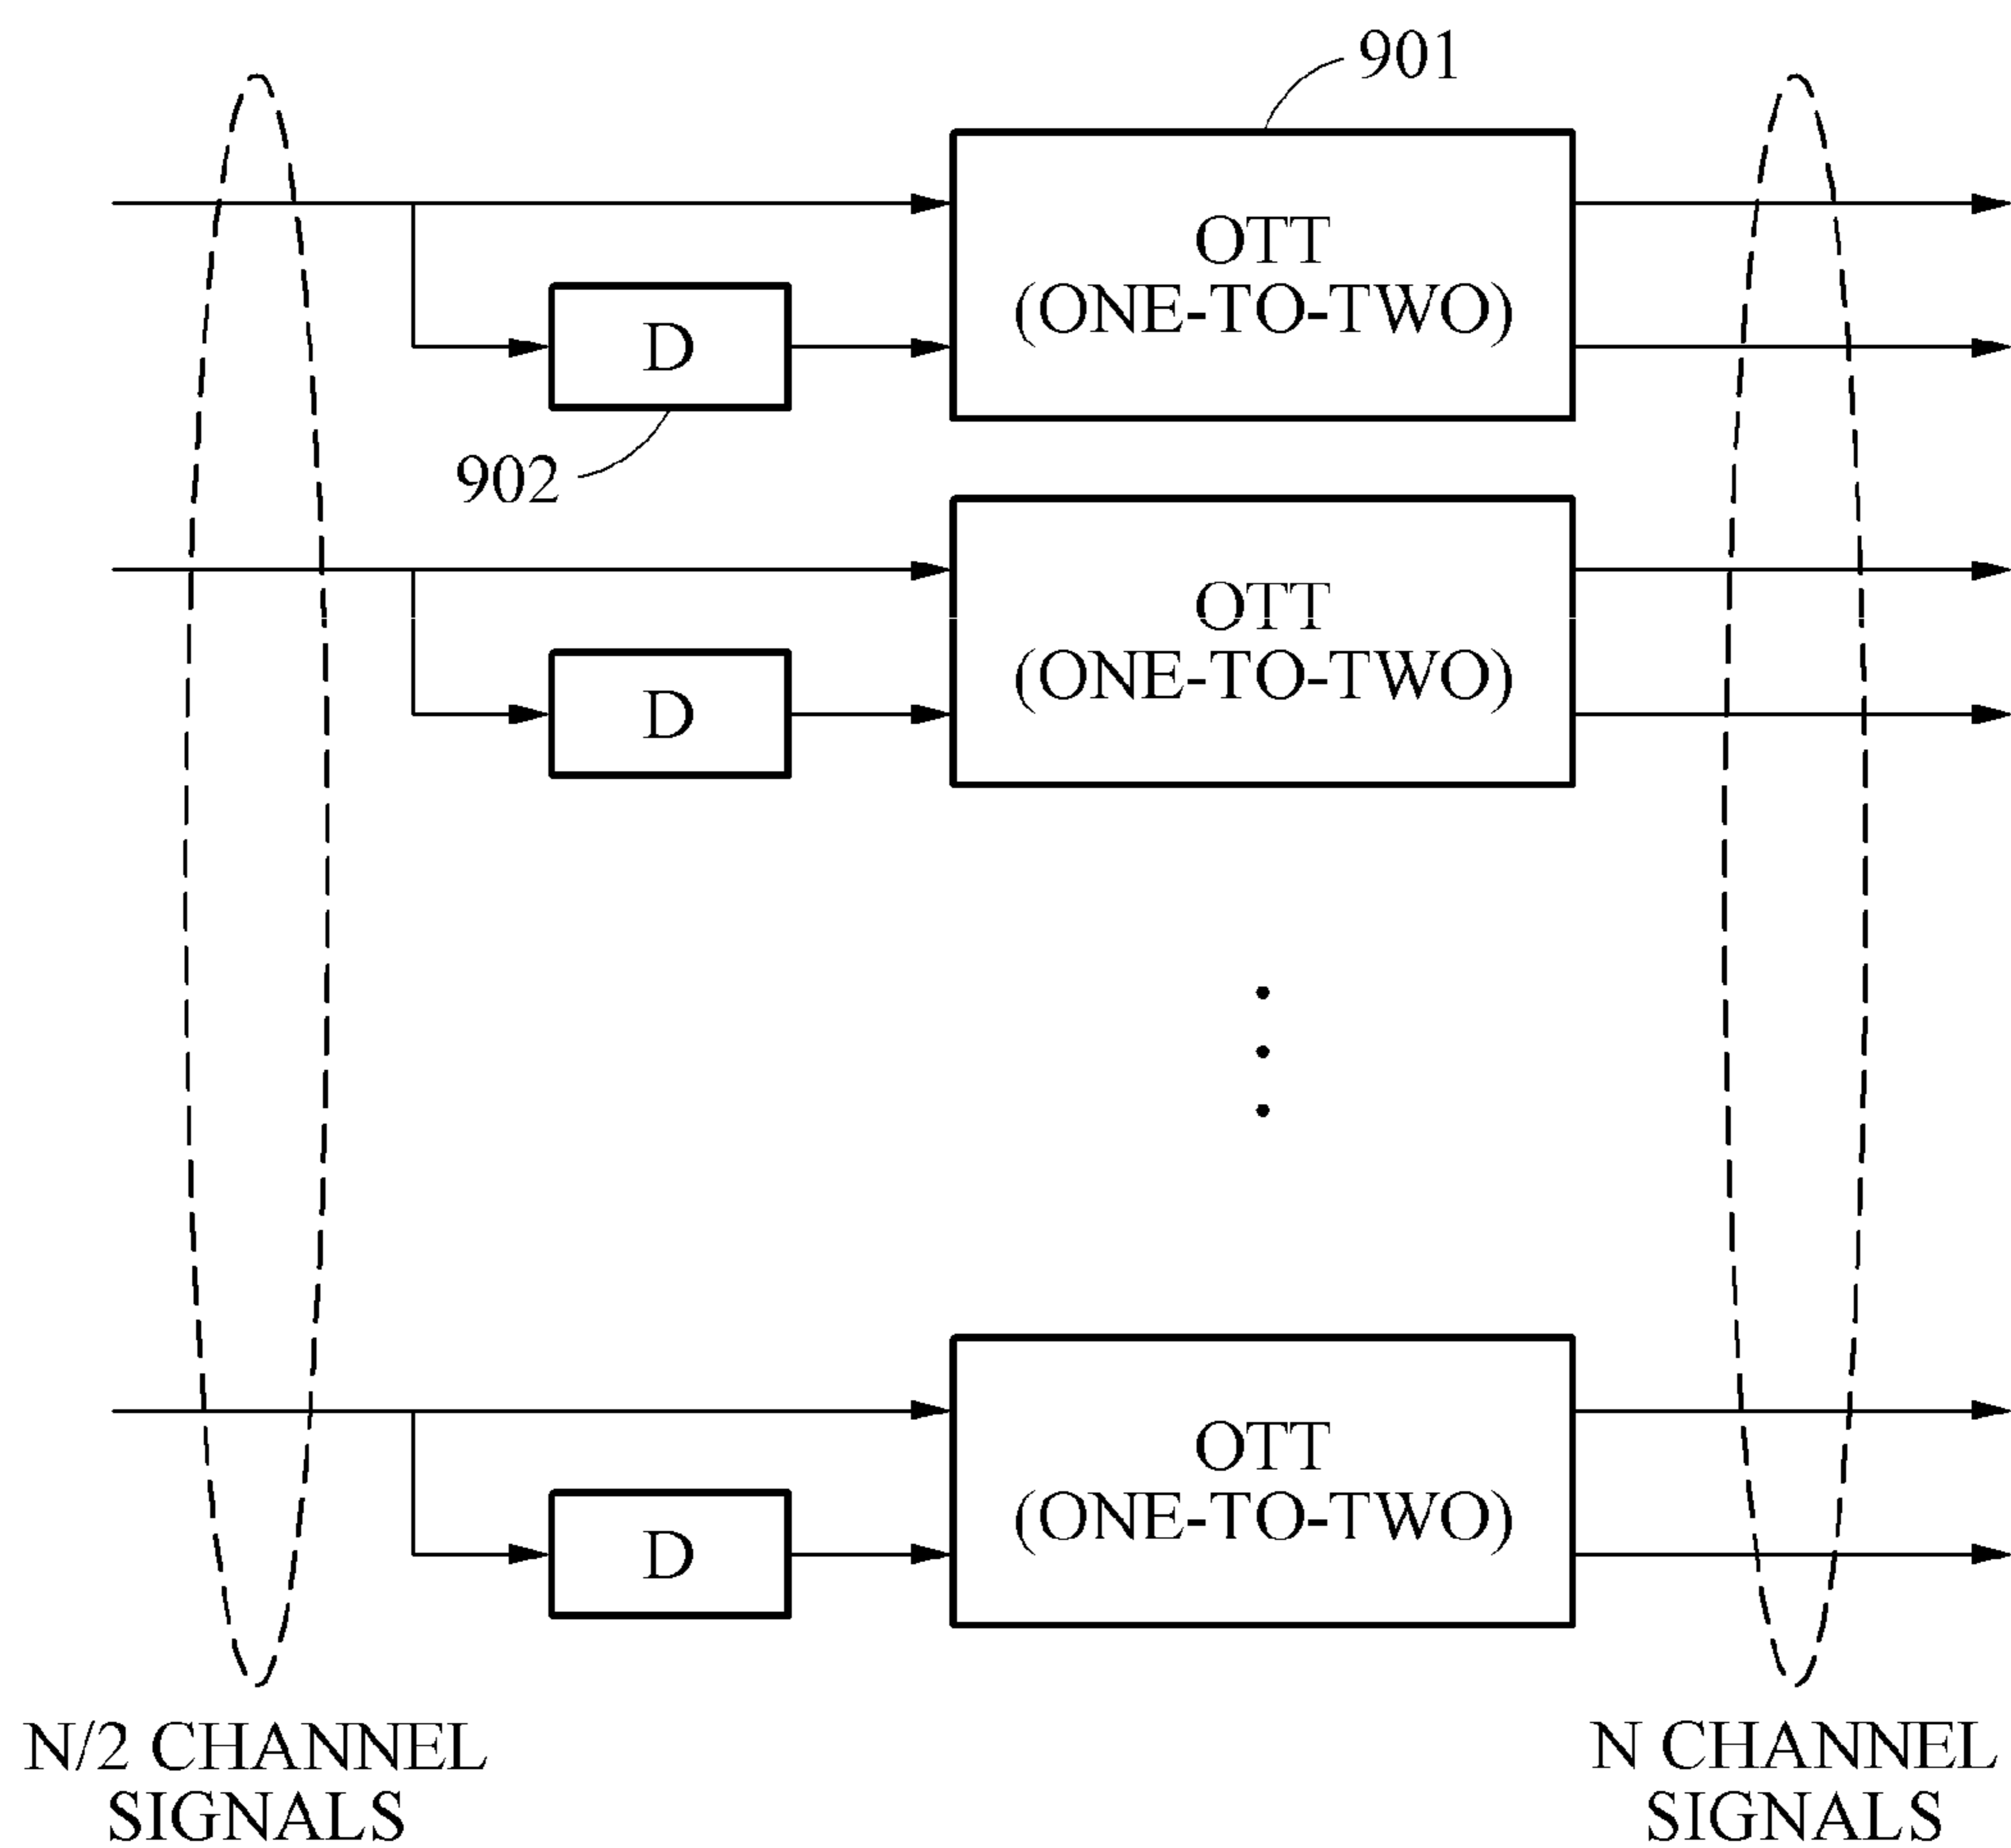 901
OTT
(ONE-TO-TWO)
D
902
OTT
(ONE-TO-TWO)
D
OTT
(ONE-TO-TWO)
D
N/2 CHANNEL
SIGNALS
N CHANNEL
SIGNALS